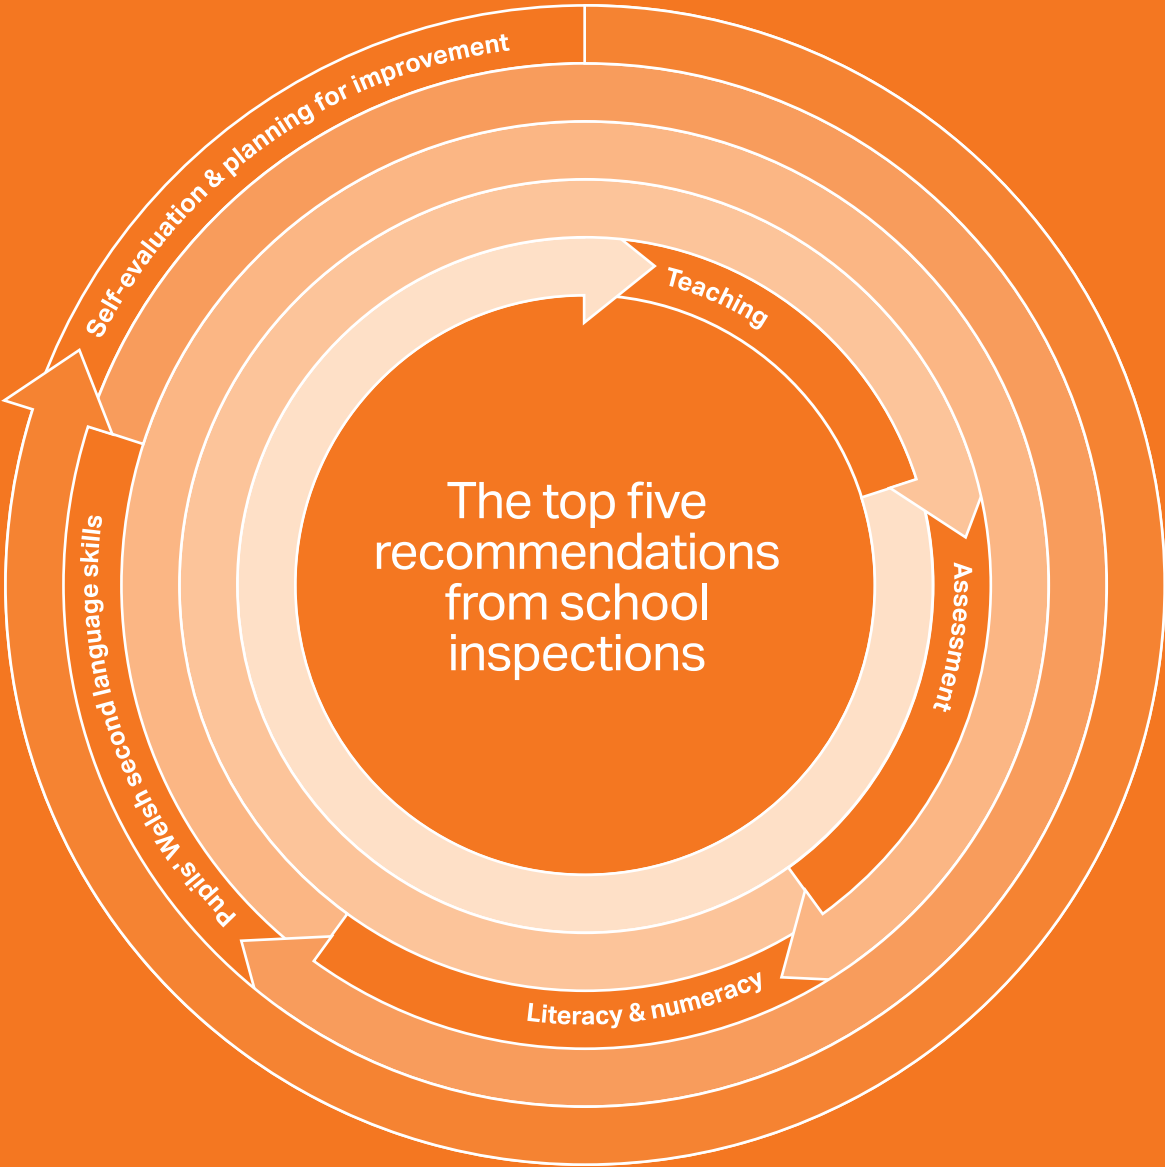 The top five
recommendations
from school
inspections
Teaching
Assessment
Literacy & numeracy
Pupils' Welsh second language skills
Self-evaluation & planning for improvement